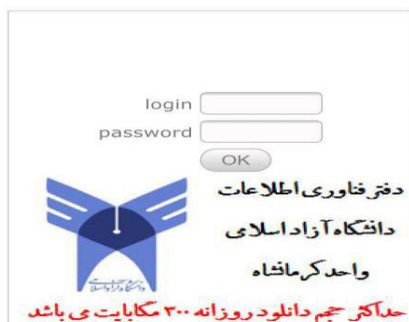 login
password
OK
دفتر فناوری اطلاعات
دانشگاه آزاد اسلامی
واحد کرمانشاه
حداکثر حجم دانلود روزانه ۳۰۰ مگابایت می باشد